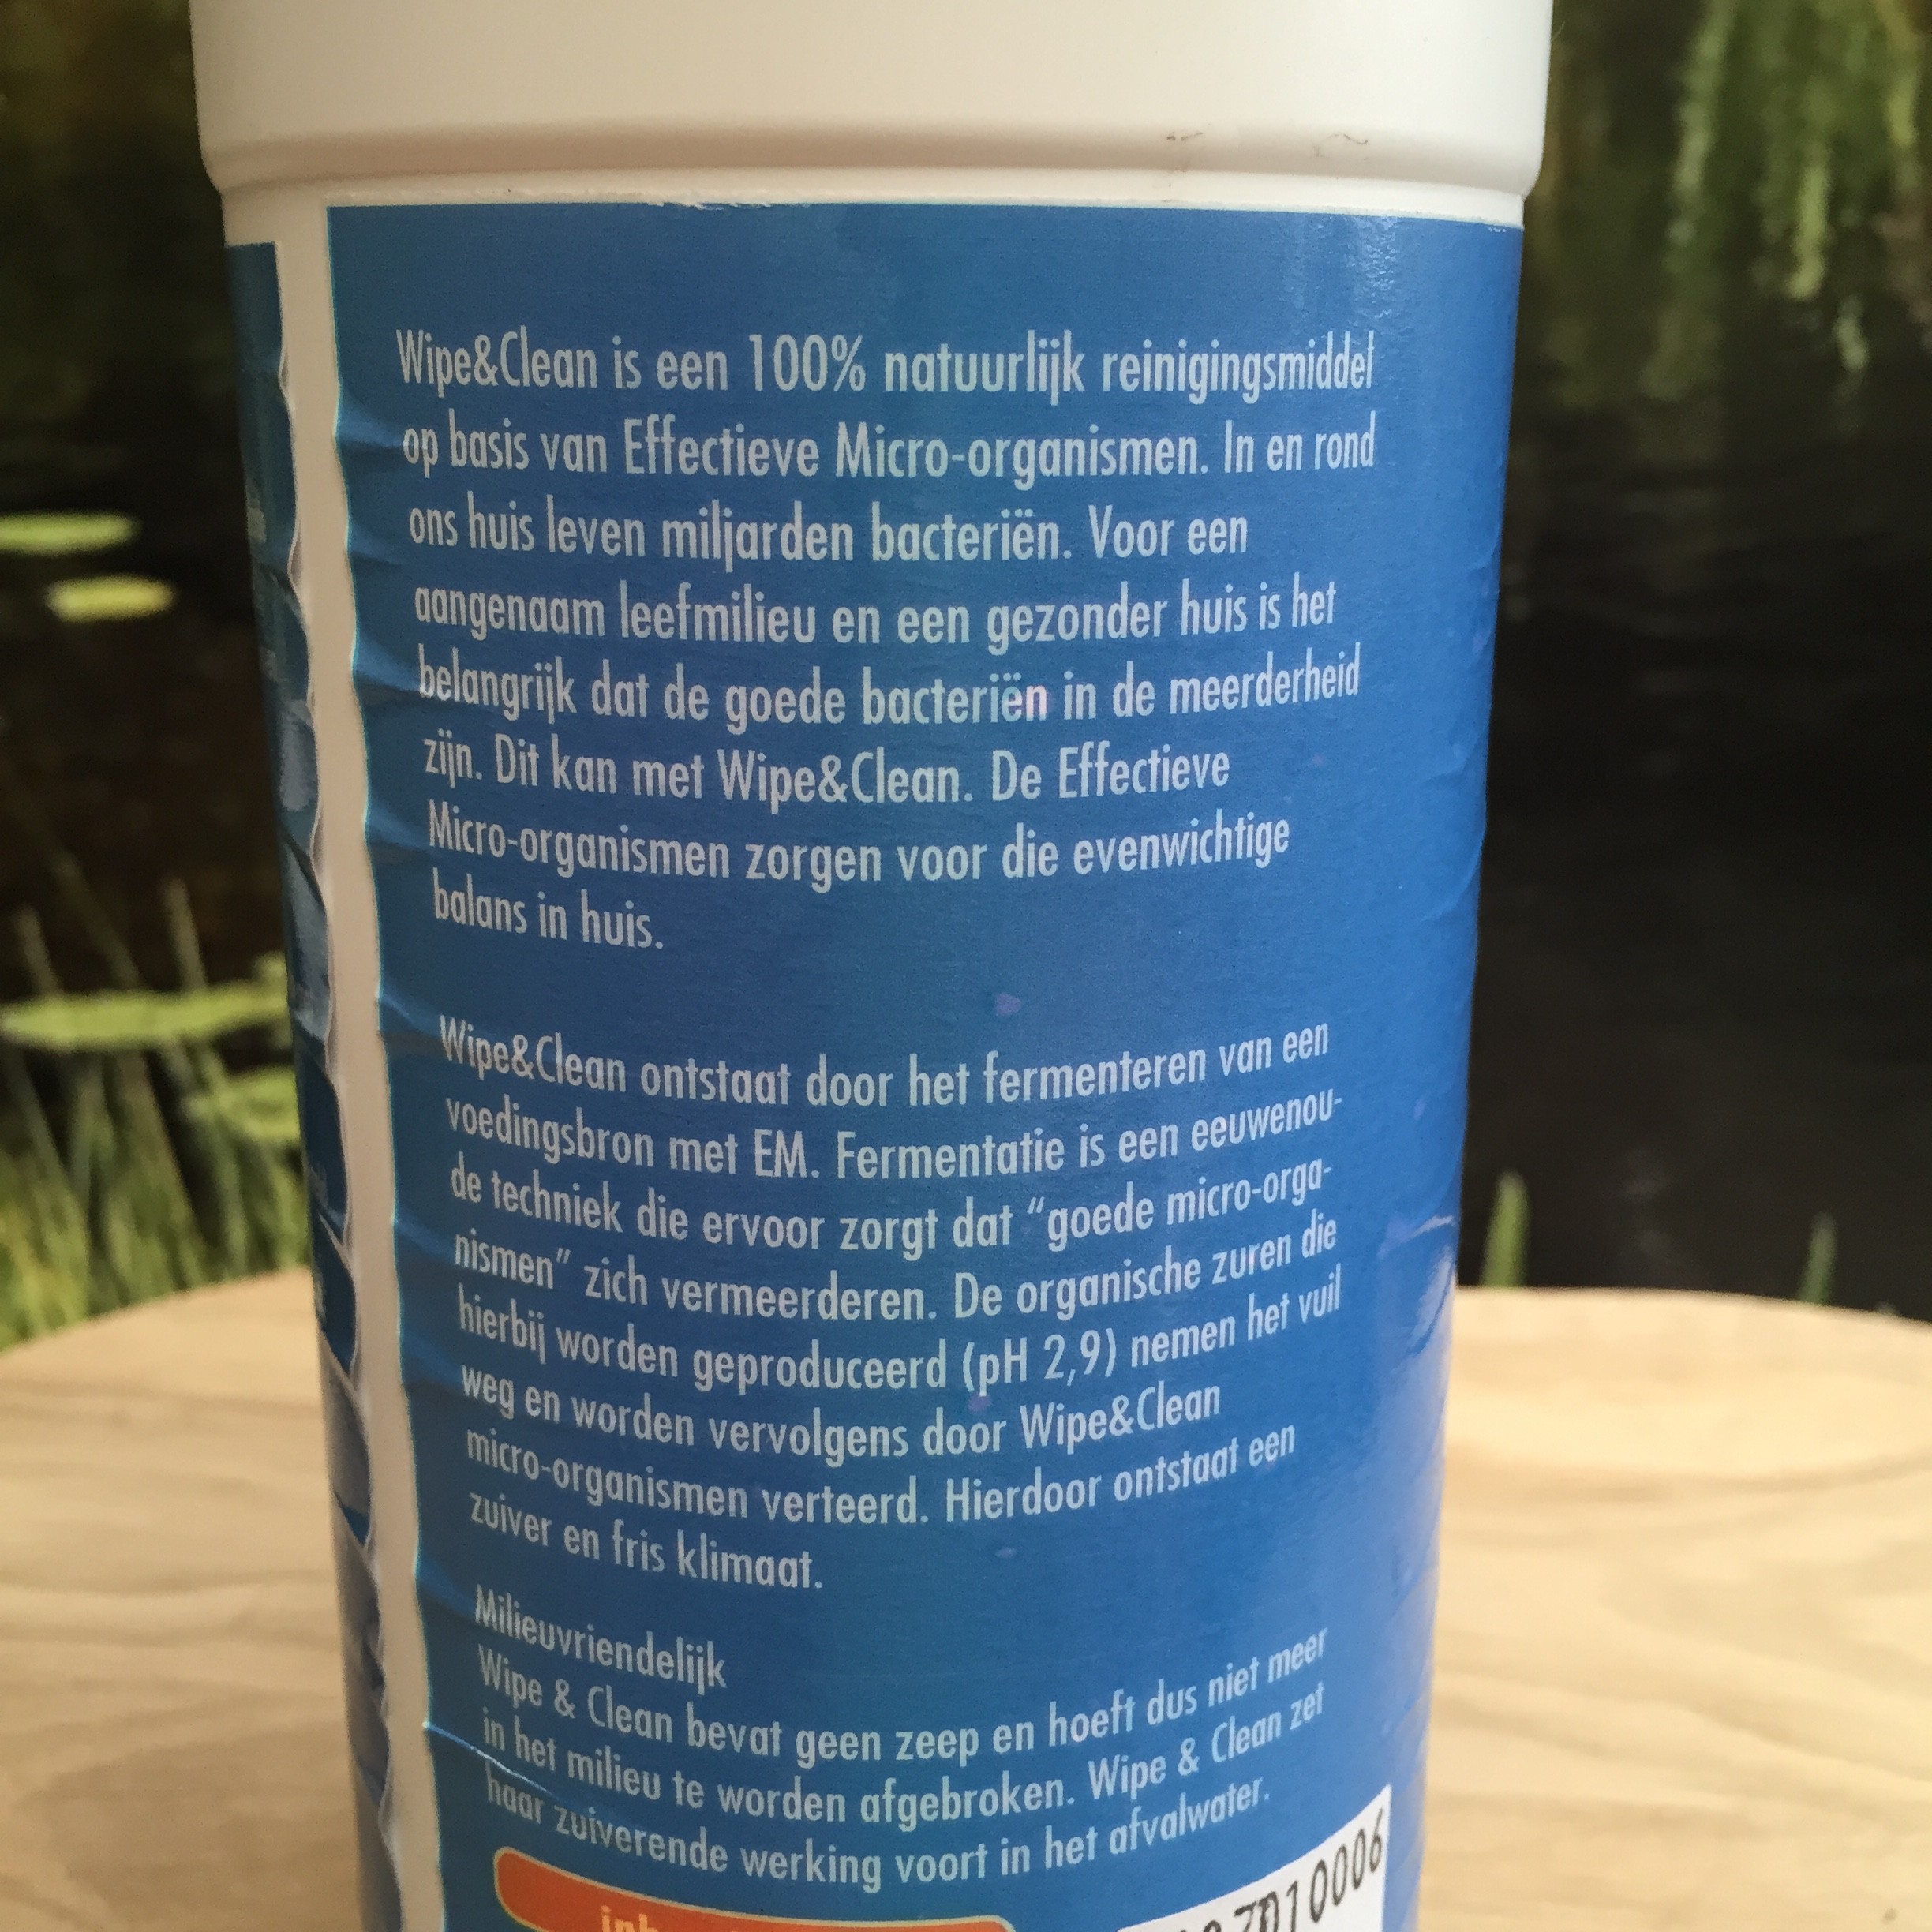 Wipe&Clean is een 100% natuurlijk reinigingsmiddel
op basis van Effectieve Micro-organismen. In en rond
ons huis leven miljarden bacteriën. Voor een
aangenaam leefmilieu en een gezonder huis is het
belangrijk dat de goede bacteriën in de meerderheid
zijn. Dit kan met Wipe&Clean. De Effectieve
Micro-organismen zorgen voor die evenwichtige
balans in huis.
Wipe&Clean ontstaat door het fermenteren van een
voedingsbron met EM. Fermentatie is een eeuwenou-
de techniek die ervoor zorgt dat “goede micro-orga-
nismen” zich vermeerderen. De organische zuren die
hierbij worden geproduceerd (pH 2,9) nemen het vuil
weg en worden vervolgens door Wipe&Clean
micro-organismen verteerd. Hierdoor ontstaat een
zuiver en fris klimaat.
Milieuvriendelijk
Wipe & Clean bevat geen zeep en hoeft dus niet meer
in het milieu te worden afgebroken. Wipe & Clean zet
haar zuiverende werking voort in het afvalwater.